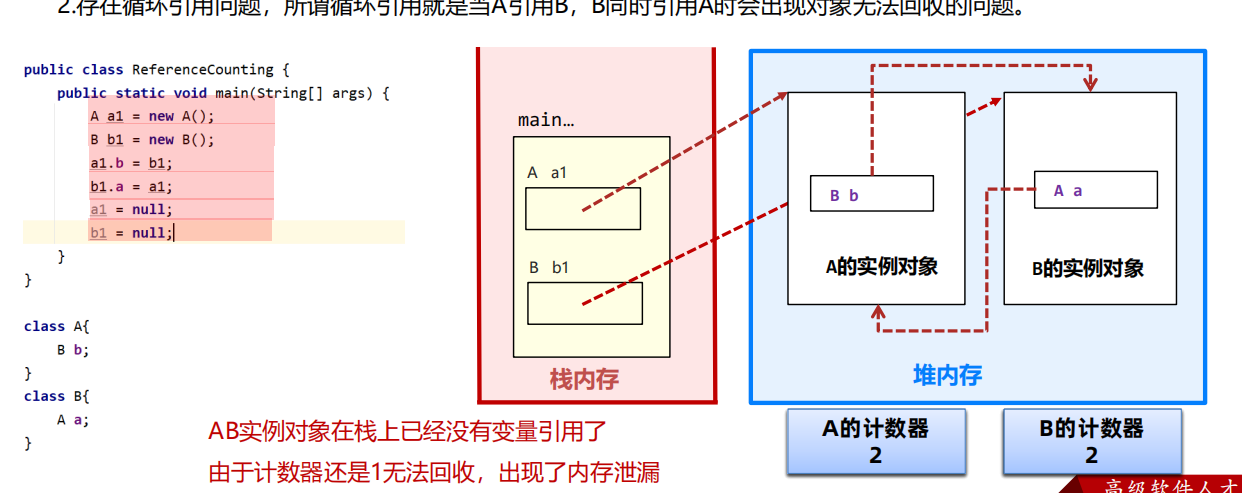 2.存在循环引用问题，所谓循环引用就是当A引用B，B同时引用A时会出现对象无法回收的问题。
public class ReferenceCounting {
public static void main(String[] args) {
A a1 = new A();
B b1 = new B();
a1.b = b1;
b1.a = a1;
a1 = null;
b1 = null;
}
}
class A{
B b;
}
class B{
A a;
}
main…
A a1
B b1
栈内存
B b
A的实例对象
A a
B的实例对象
堆内存
A的计数器
2
B的计数器
2
AB实例对象在栈上已经没有变量引用了
由于计数器还是1无法回收，出现了内存泄漏
高级软件人才